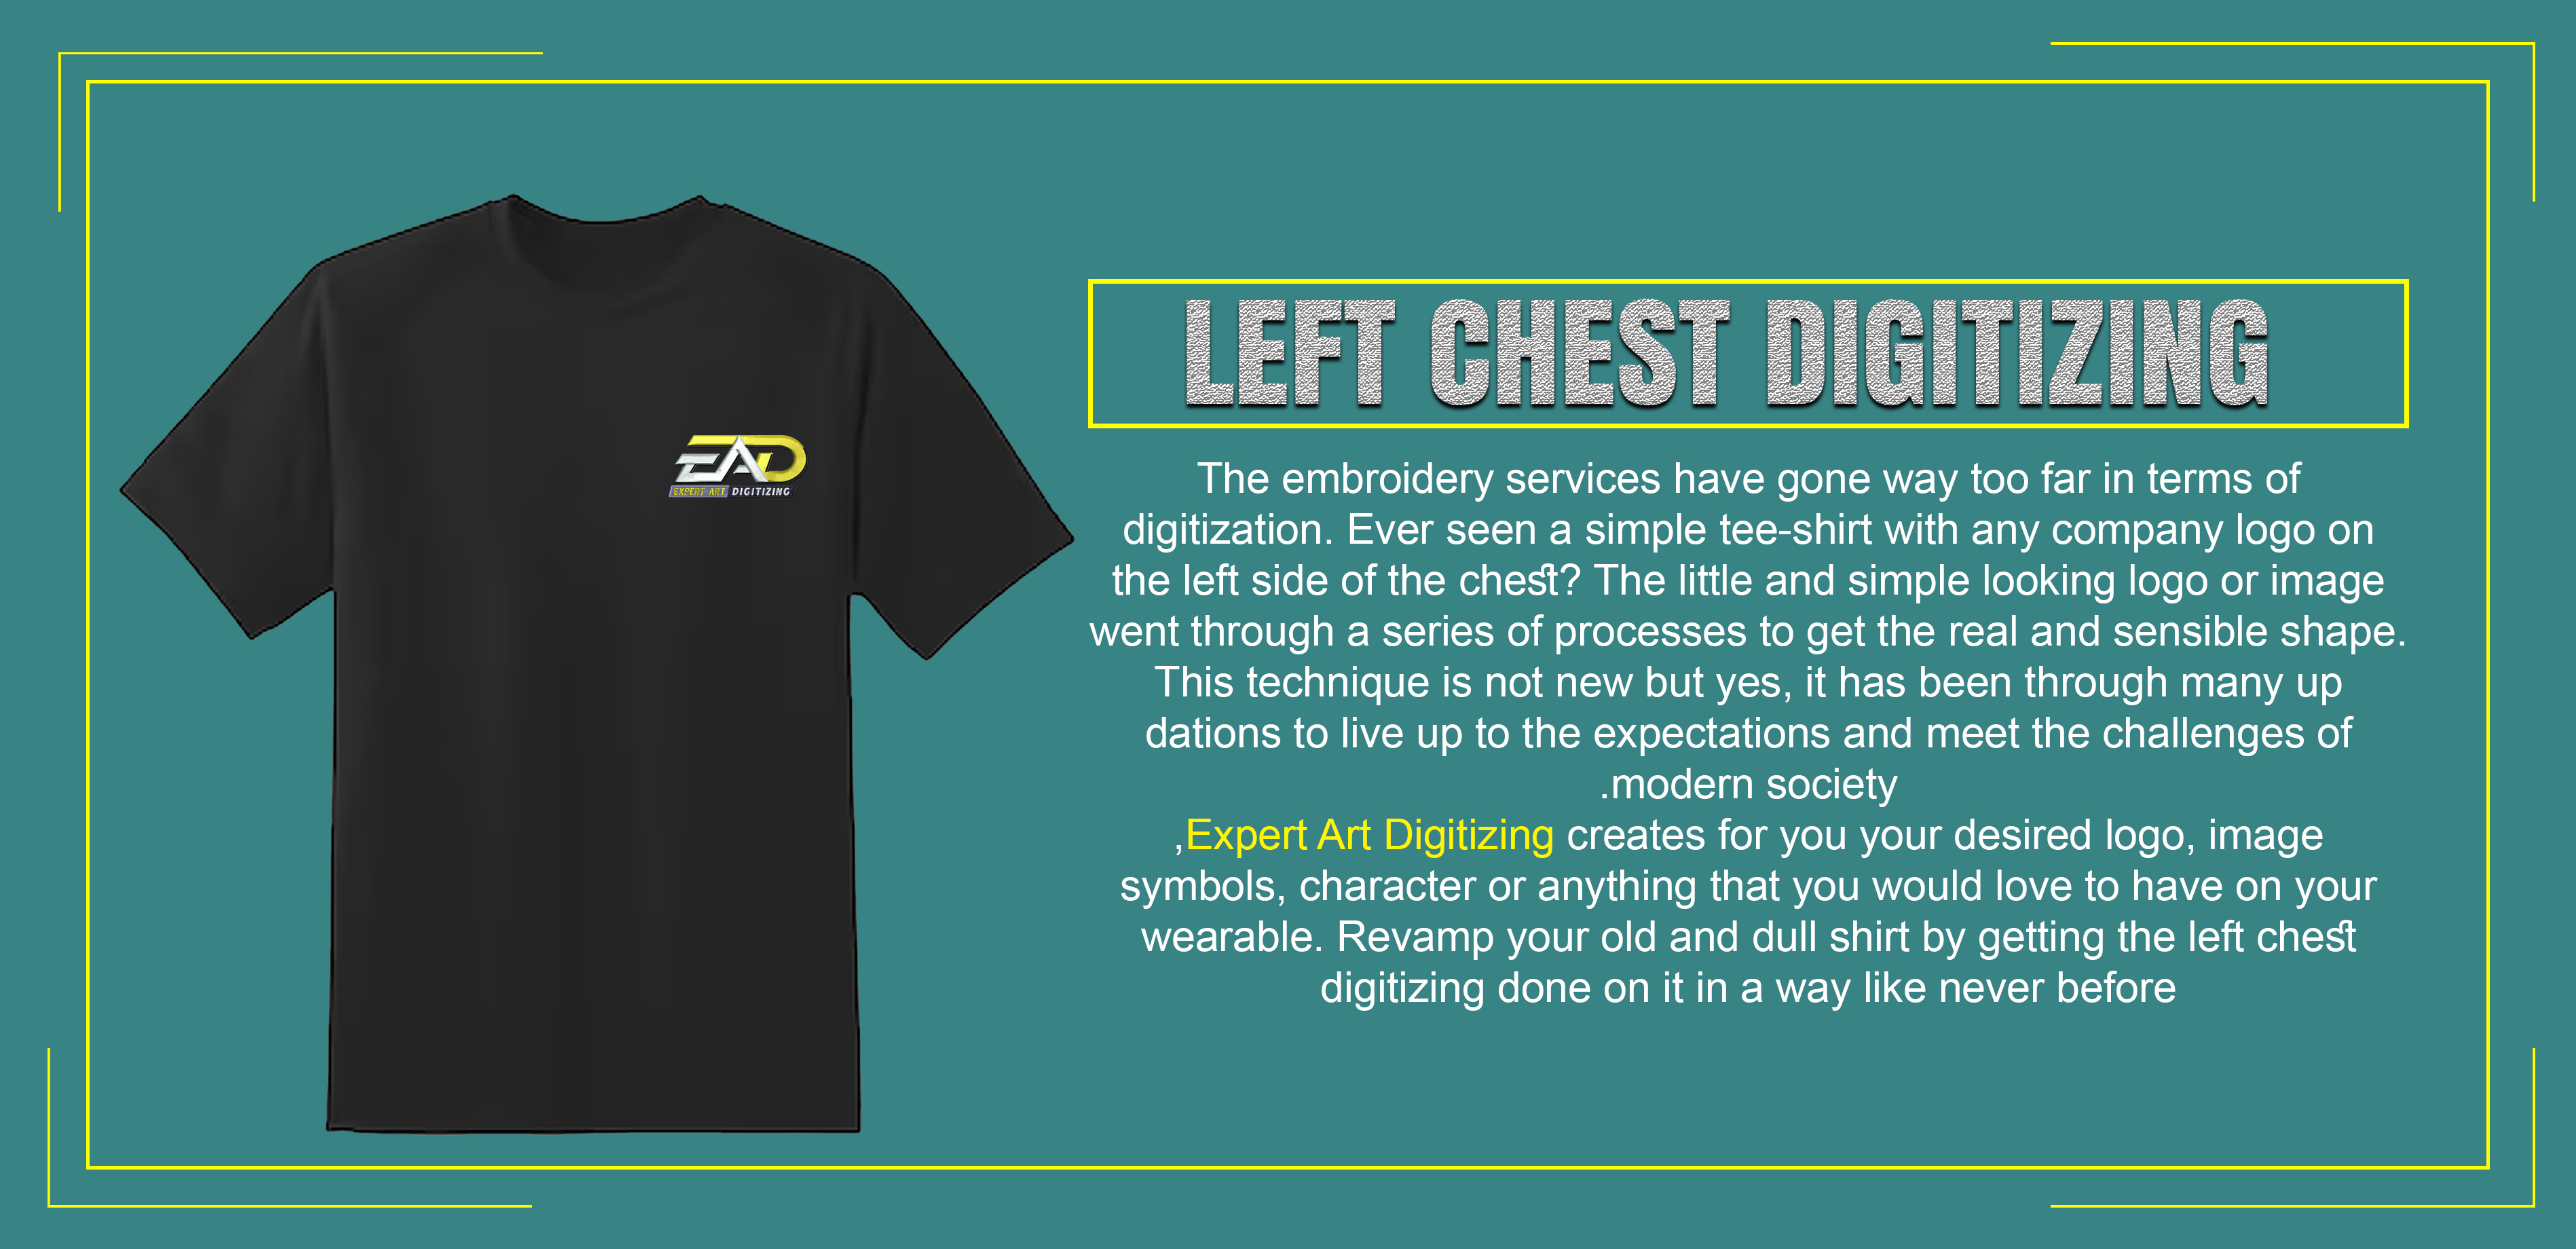 EAD
EXPERT ART DIGITIZING
LEFT CHEST DIGITIZING
The embroidery services have gone way too far in terms of
digitization. Ever seen a simple tee-shirt with any company logo on
the left side of the chest? The little and simple looking logo or image
went through a series of processes to get the real and sensible shape.
This technique is not new but yes, it has been through many up
dations to live up to the expectations and meet the challenges of
.modern society
,Expert Art Digitizing creates for you your desired logo, image
symbols, character or anything that you would love to have on your
wearable. Revamp your old and dull shirt by getting the left chest
digitizing done on it in a way like never before